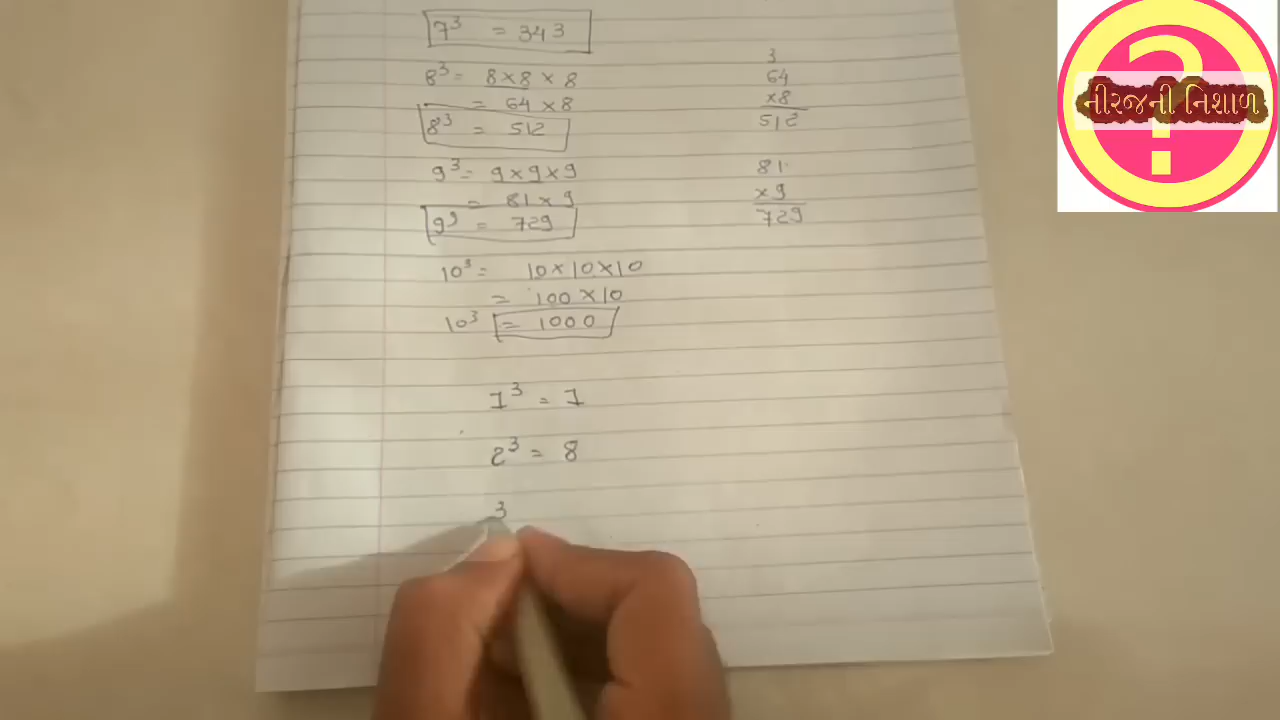 7³ = 343
8³ = 8 × 8 × 8
= 64 × 8
8³ = 512
9³ = 9 × 9 × 9
= 81 × 9
9³ = 729
10³ = 10 × 10 × 10
= 100 × 10
10³ = 1000
1³ = 1
2³ = 8
3
3
64
×8
512
81
×9
729
?
નીરજની નિશાળ